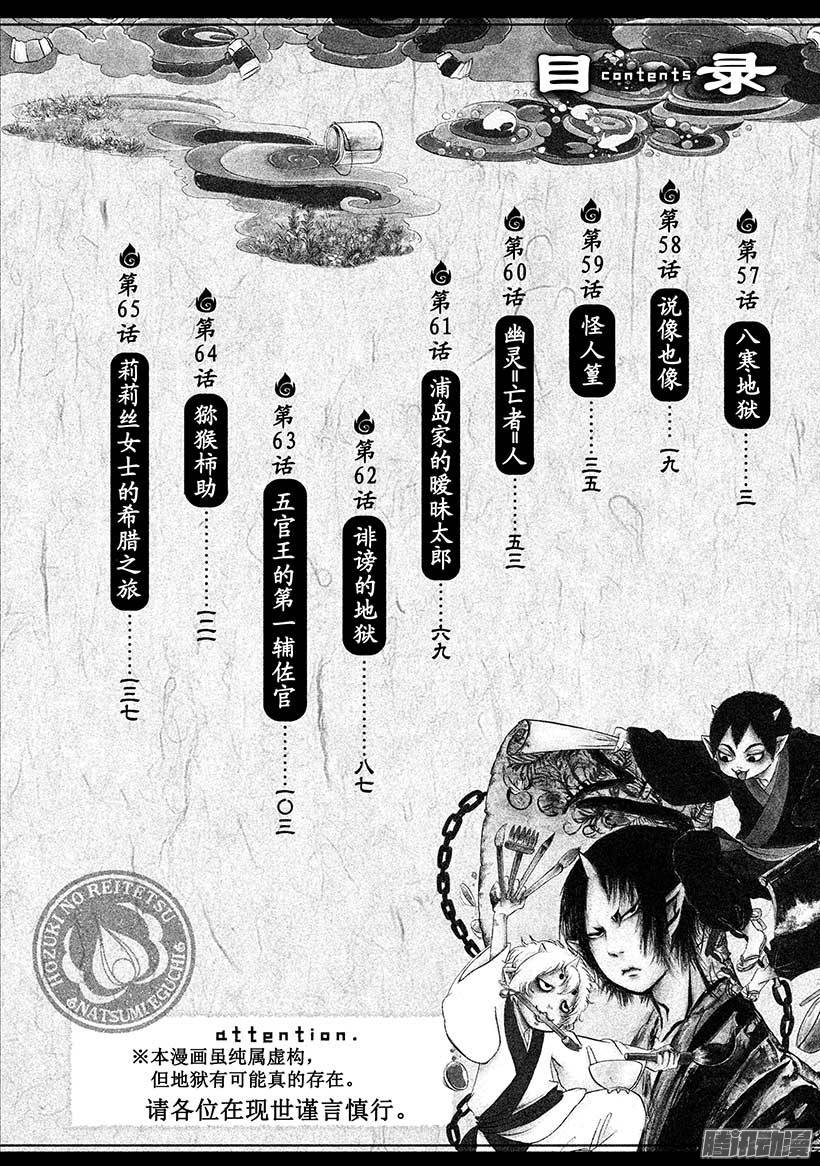 目 contents 录
第57话 八寒地狱………三
第58话 说像也像……一九
第59话 怪人篁………三五
第60话 幽灵=亡者=人………五三
第61话 浦岛家的暧昧太郎……六九
第62话 诽谤的地狱……………八七
第63话 五官王的第一辅佐官………一〇三
第64话 猕猴柿助…………一二一
第65话 莉莉丝女士的希腊之旅………一三七
HOZUKI NO REITETSU
NATSUMI EGUCHI
attention.
※本漫画虽纯属虚构，
但地狱有可能真的存在。
请各位在现世谨言慎行。
腾讯动漫